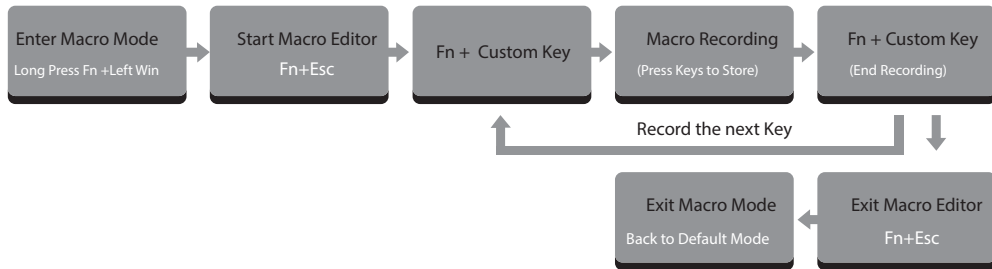 Enter Macro Mode
Long Press Fn +Left Win
Start Macro Editor
Fn+Esc
Fn + Custom Key
Macro Recording
(Press Keys to Store)
Fn + Custom Key
(End Recording)
Record the next Key
Exit Macro Editor
Fn+Esc
Exit Macro Mode
Back to Default Mode